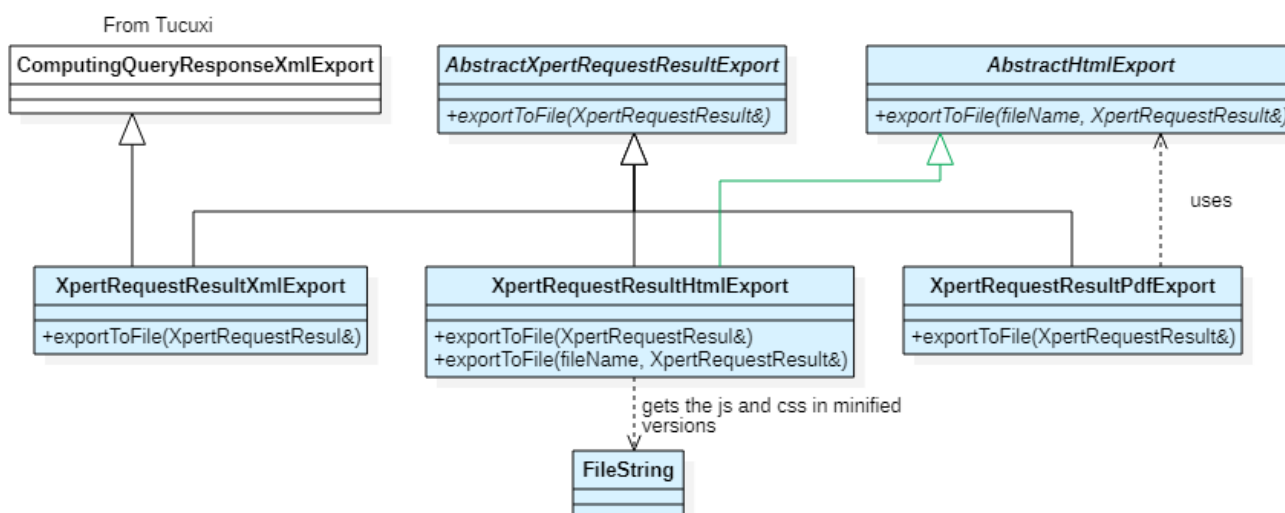 From Tucuxi
ComputingQueryResponseXmlExport
AbstractXpertRequestResultExport
+exportToFile(XpertRequestResult&)
AbstractHtmlExport
+exportToFile(fileName, XpertRequestResult&)
uses
XpertRequestResultXmlExport
+exportToFile(XpertRequestResul&)
XpertRequestResultHtmlExport
+exportToFile(XpertRequestResul&)
+exportToFile(fileName, XpertRequestResult&)
XpertRequestResultPdfExport
+exportToFile(XpertRequestResult&)
gets the js and css in minified
versions
FileString